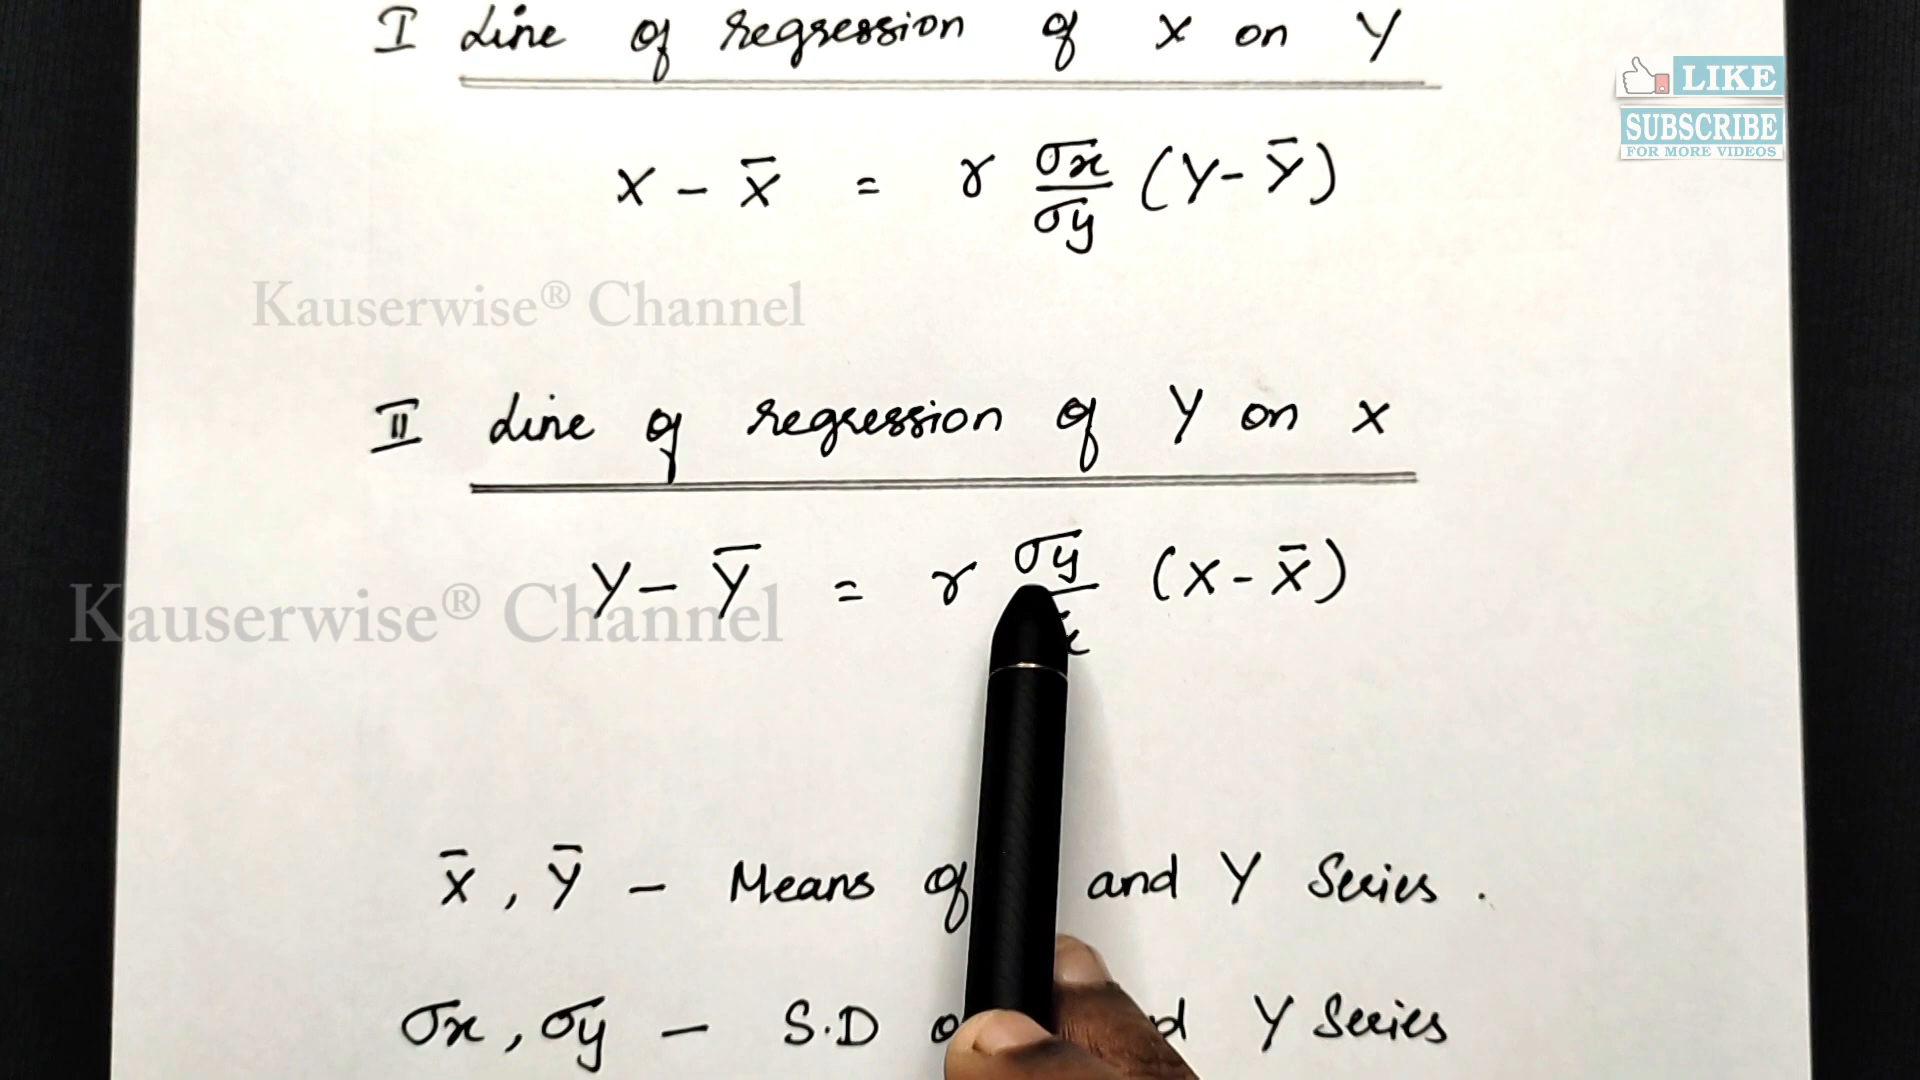 I Line of regression of X on Y
LIKE
SUBSCRIBE
FOR MORE VIDEOS
X - X̄ = r σx/σy (Y - Ȳ)
Kauserwise® Channel
II Line of regression of Y on X
Y - Ȳ = r σy/ x (X - X̄)
Kauserwise® Channel
X̄, Ȳ - Means of and Y Series.
σx, σy - S.D Y Series